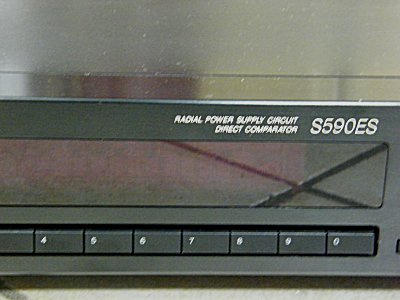 RADIAL POWER SUPPLY CIRCUIT
DIRECT COMPARATOR S590ES
4 5 6 7 8 9 0